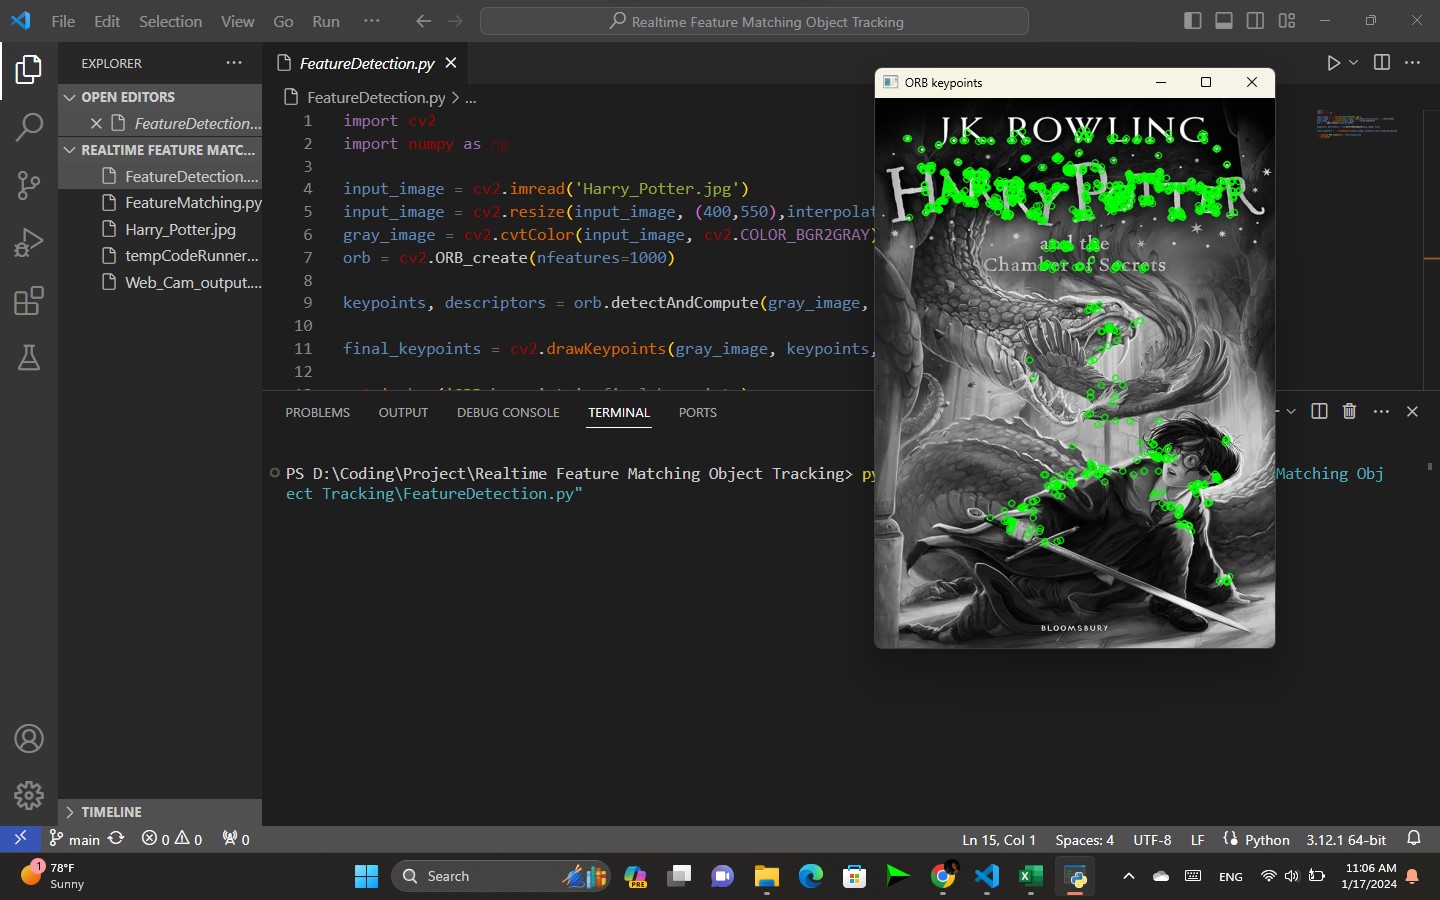 File Edit Selection View Go Run ···
Realtime Feature Matching Object Tracking
EXPLORER
OPEN EDITORS
FeatureDetection...
REALTIME FEATURE MATC...
FeatureDetection....
FeatureMatching.py
Harry_Potter.jpg
tempCodeRunner...
Web_Cam_output....
TIMELINE
FeatureDetection.py
FeatureDetection.py > ...
1 import cv2
2 import numpy as np
3
4 input_image = cv2.imread('Harry_Potter.jpg')
5 input_image = cv2.resize(input_image, (400,550),interpolat
6 gray_image = cv2.cvtColor(input_image, cv2.COLOR_BGR2GRAY)
7 orb = cv2.ORB_create(nfeatures=1000)
8
9 keypoints, descriptors = orb.detectAndCompute(gray_image,
10
11 final_keypoints = cv2.drawKeypoints(gray_image, keypoints,
12
PROBLEMS OUTPUT DEBUG CONSOLE TERMINAL PORTS
PS D:\Coding\Project\Realtime Feature Matching Object Tracking> py
Matching Obj
ect Tracking\FeatureDetection.py"
ORB keypoints
JK ROWLING
HARRY POTTER
and the
Chamber of Secrets
BLOOMSBURY
main 0 0 0
Ln 15, Col 1 Spaces: 4 UTF-8 LF Python 3.12.1 64-bit
1
78°F
Sunny
Search
PRE
ENG
11:06 AM
1/17/2024